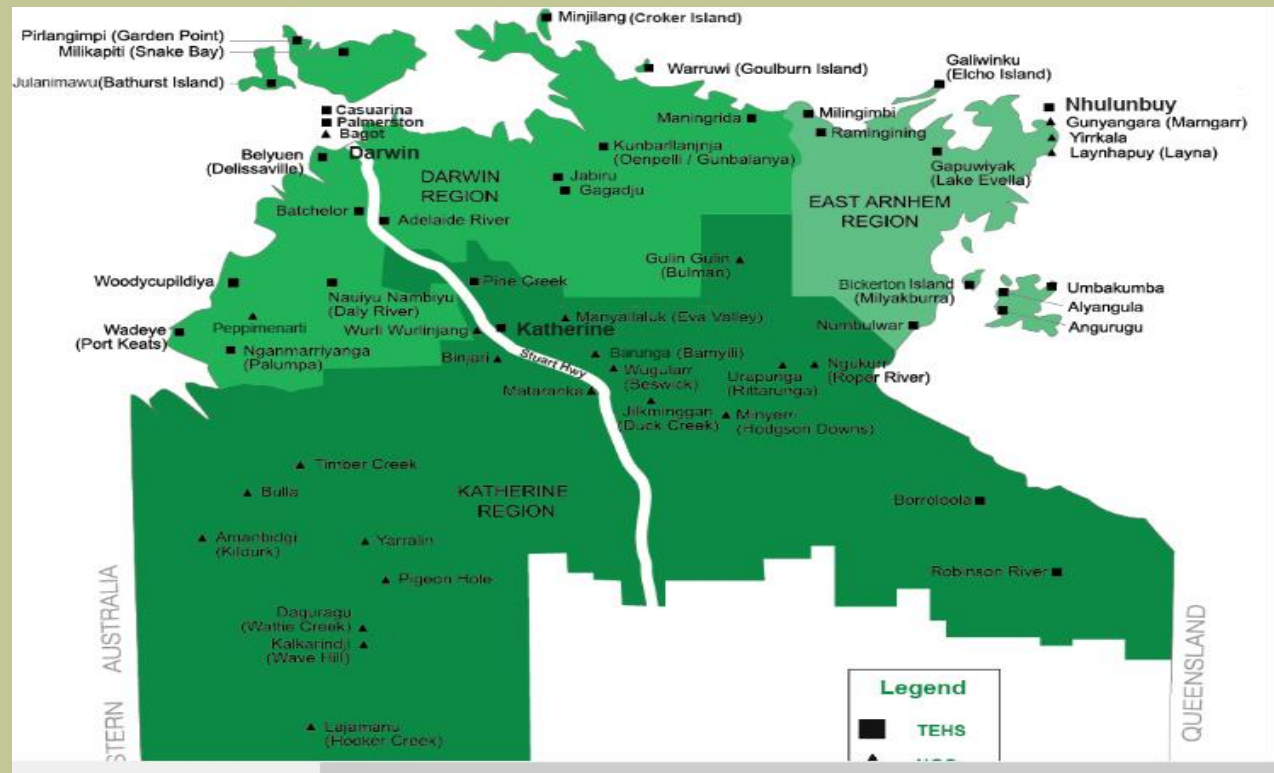 Minjilang (Croker Island)
Pirlangimpi (Garden Point)
Milikapiti (Snake Bay)
Julanimawu(Bathurst Island)
Warruwi (Goulburn Island)
Galiwinku
(Elcho Island)
Casuarina
Palmerston
Bagot
Darwin
Belyuen
(Delissaville)
Maningrida
Milingimbi
Ramingining
Nhulunbuy
Gunyangara (Marngarr)
Yirrkala
Laynhapuy (Layna)
Kunbarllanjnja
(Oenpelli / Gunbalanya)
Gapuwiyak
(Lake Evella)
DARWIN
REGION
Jabiru
Gagadju
EAST ARNHEM
REGION
Batchelor
Adelaide River
Gulin Gulin
(Bulman)
Woodycupildiya
Nauiyu Nambiyu
(Daly River)
Pine Creek
Bickerton Island
(Milyakburra)
Umbakumba
Alyangula
Angurugu
Peppimenarti
Wurli Wurlinjang
Manyallaluk (Eva Valley)
Katherine
Numbulwar
Wadeye
(Port Keats)
Nganmarriyanga
(Palumpa)
Binjari
Stuart Hwy
Barunga (Bamyili)
Wugularr
(Beswick)
Urapunga
(Rittarunga)
Ngukurr
(Roper River)
Mataranka
Jilkminggan
(Duck Creek)
Minyerri
(Hodgson Downs)
Timber Creek
Bulla
KATHERINE
REGION
Borroloola
Amanbidgi
(Kildurk)
Yarralin
Pigeon Hole
Robinson River
Daguragu
(Wattie Creek)
Kalkarindji
(Wave Hill)
Lajamanu
(Hooker Creek)
STERN AUSTRALIA
QUEENSLAND
Legend
TEHS